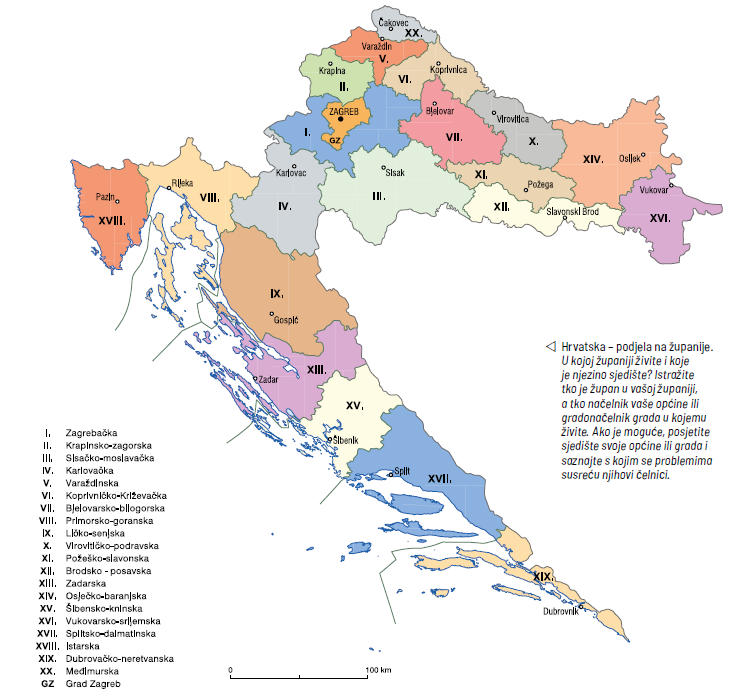 Čakovec
XX.
Varaždin
V.
Krapina
II.
Koprivnica
VI.
ZAGREB
GZ
I.
Bjelovar
VII.
Virovitica
X.
XIV.
Osijek
Karlovac
IV.
Sisak
III.
XI.
Požega
XII.
Slavonski Brod
Vukovar
XVI.
Pazin
XVIII.
Rijeka
VIII.
IX.
Gospić
XIII.
Zadar
XV.
Šibenik
Split
XVII.
XIX.
Dubrovnik
Hrvatska – podjela na županije.
U kojoj županiji živite i koje
je njezino sjedište? Istražite
tko je župan u vašoj županiji,
a tko načelnik vaše općine ili
gradonačelnik grada u kojemu
živite. Ako je moguće, posjetite
sjedište svoje općine ili grada i
saznajte s kojim se problemima
susreću njihovi čelnici.
I. Zagrebačka
II. Krapinsko-zagorska
III. Sisačko-moslavačka
IV. Karlovačka
V. Varaždinska
VI. Koprivničko-Križevačka
VII. Bjelovarsko-bilogorska
VIII. Primorsko-goranska
IX. Ličko-senjska
X. Virovitičko-podravska
XI. Požeško-slavonska
XII. Brodsko - posavska
XIII. Zadarska
XIV. Osječko-baranjska
XV. Šibensko-kninska
XVI. Vukovarsko-srijemska
XVII. Splitsko-dalmatinska
XVIII. Istarska
XIX. Dubrovačko-neretvanska
XX. Međimurska
GZ Grad Zagreb
0 100 km